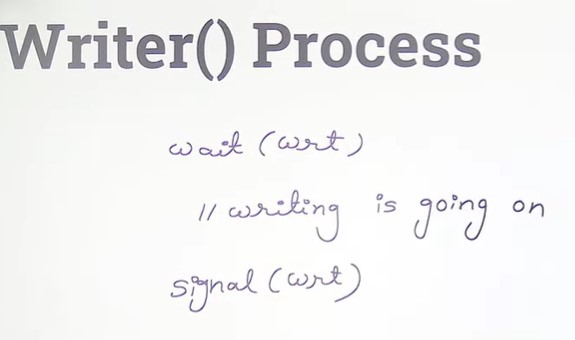 Writer() Process
wait (wrt)
// writing is going on
signal (wrt)